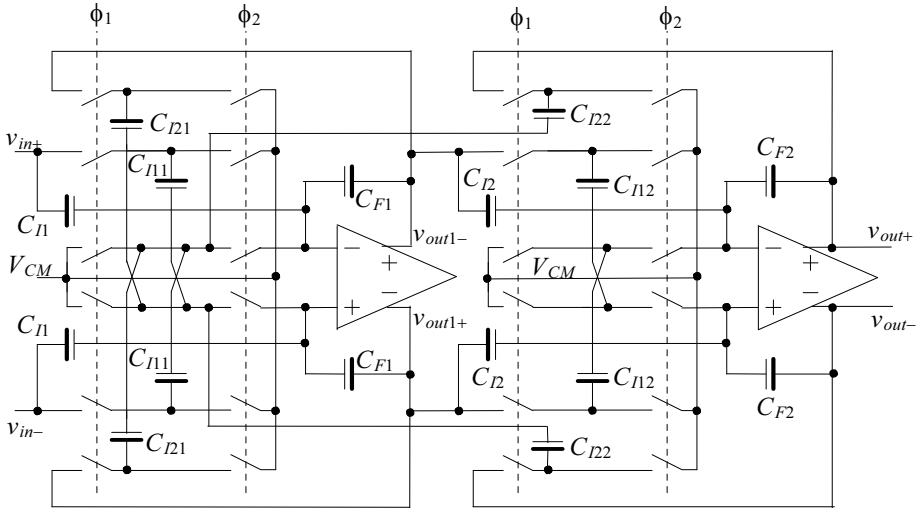 ϕ1 ϕ2 ϕ1 ϕ2
CI21 CI22
vin+
CI11 CF1 CI2 CI12 CF2
CI1
− + − vout1− − + − vout+
VCM VCM
+ vout1+ + vout−
CI1
CI11 CF1 CI2 CI12 CF2
vin−
CI21 CI22